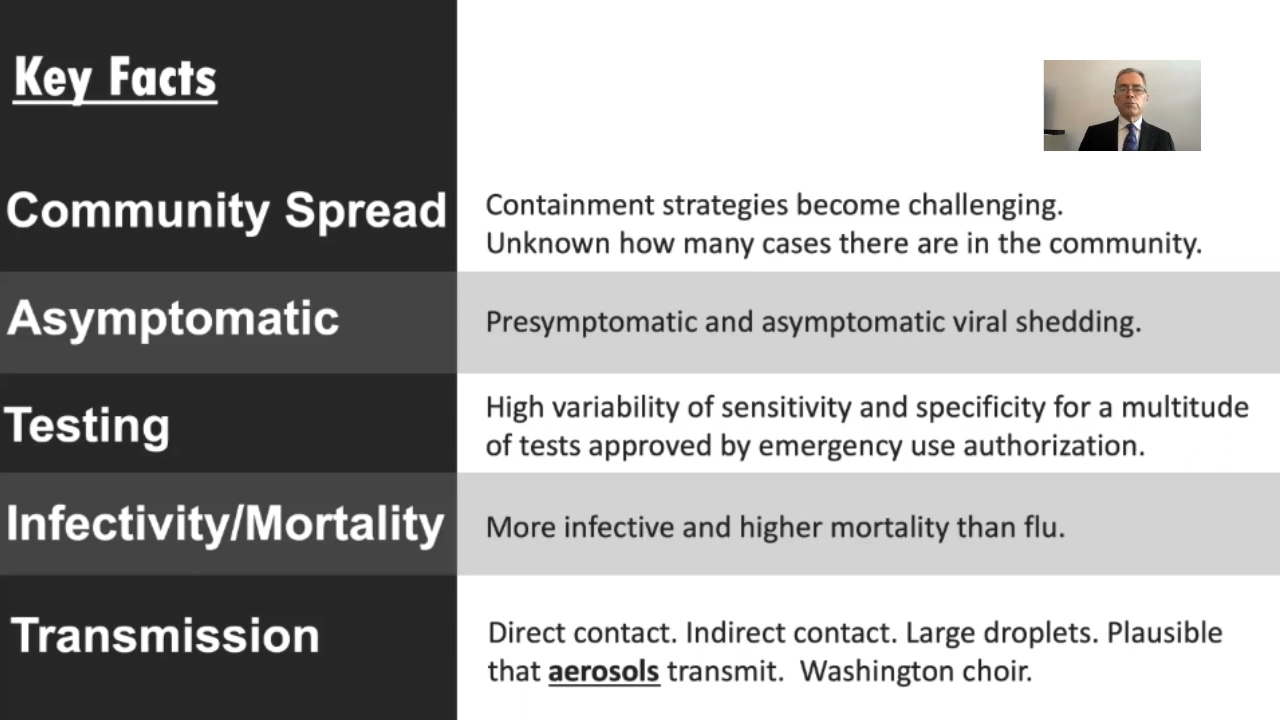 Key Facts
Community Spread
Containment strategies become challenging.
Unknown how many cases there are in the community.
Asymptomatic
Presymptomatic and asymptomatic viral shedding.
Testing
High variability of sensitivity and specificity for a multitude
of tests approved by emergency use authorization.
Infectivity/Mortality
More infective and higher mortality than flu.
Transmission
Direct contact. Indirect contact. Large droplets. Plausible
that aerosols transmit. Washington choir.